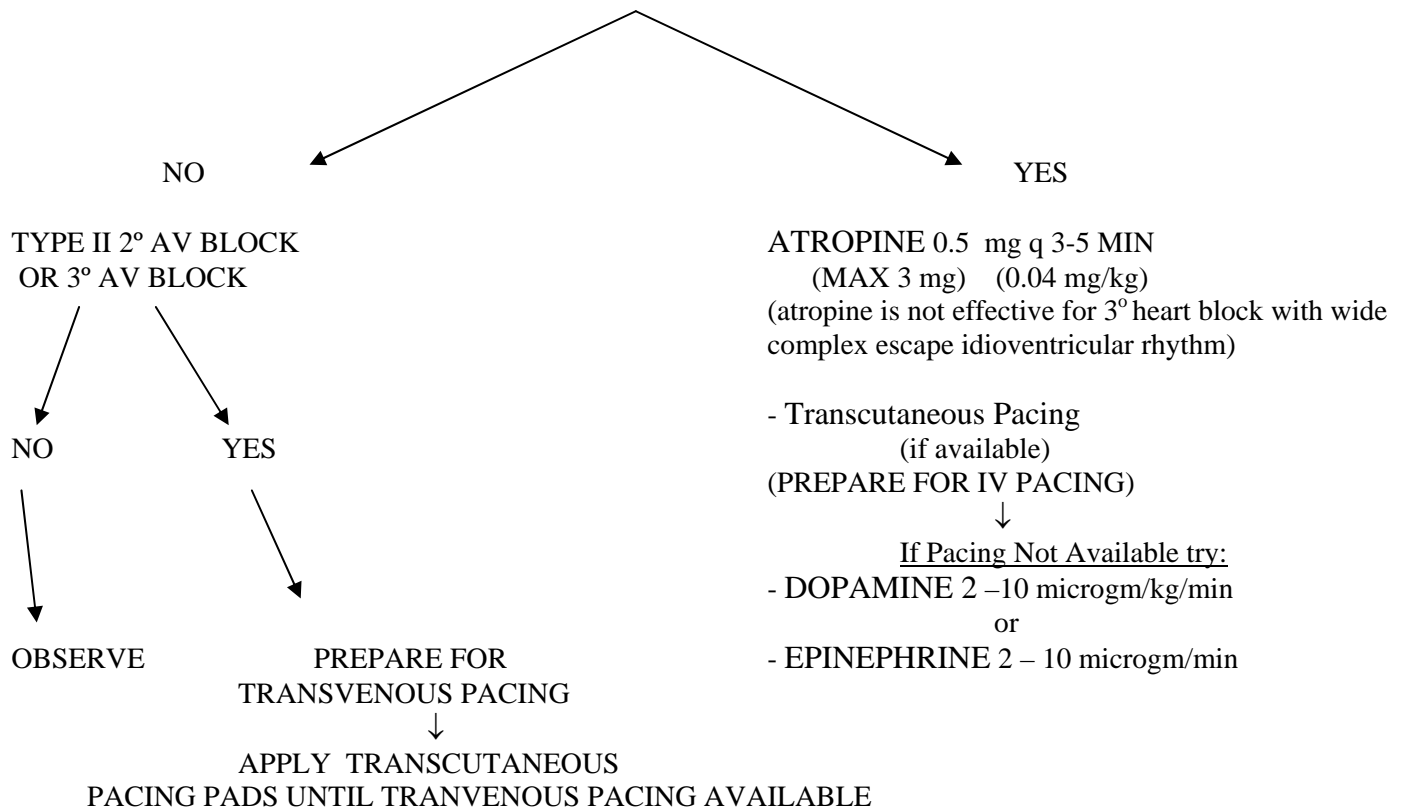 NO
YES
TYPE II 2º AV BLOCK
OR 3º AV BLOCK
NO
YES
OBSERVE
PREPARE FOR
TRANSVENOUS PACING
↓
APPLY TRANSCUTANEOUS
PACING PADS UNTIL TRANVENOUS PACING AVAILABLE
ATROPINE 0.5 mg q 3-5 MIN
(MAX 3 mg) (0.04 mg/kg)
(atropine is not effective for 3º heart block with wide
complex escape idioventricular rhythm)
- Transcutaneous Pacing
(if available)
(PREPARE FOR IV PACING)
↓
If Pacing Not Available try:
- DOPAMINE 2 –10 microgm/kg/min
or
- EPINEPHRINE 2 – 10 microgm/min